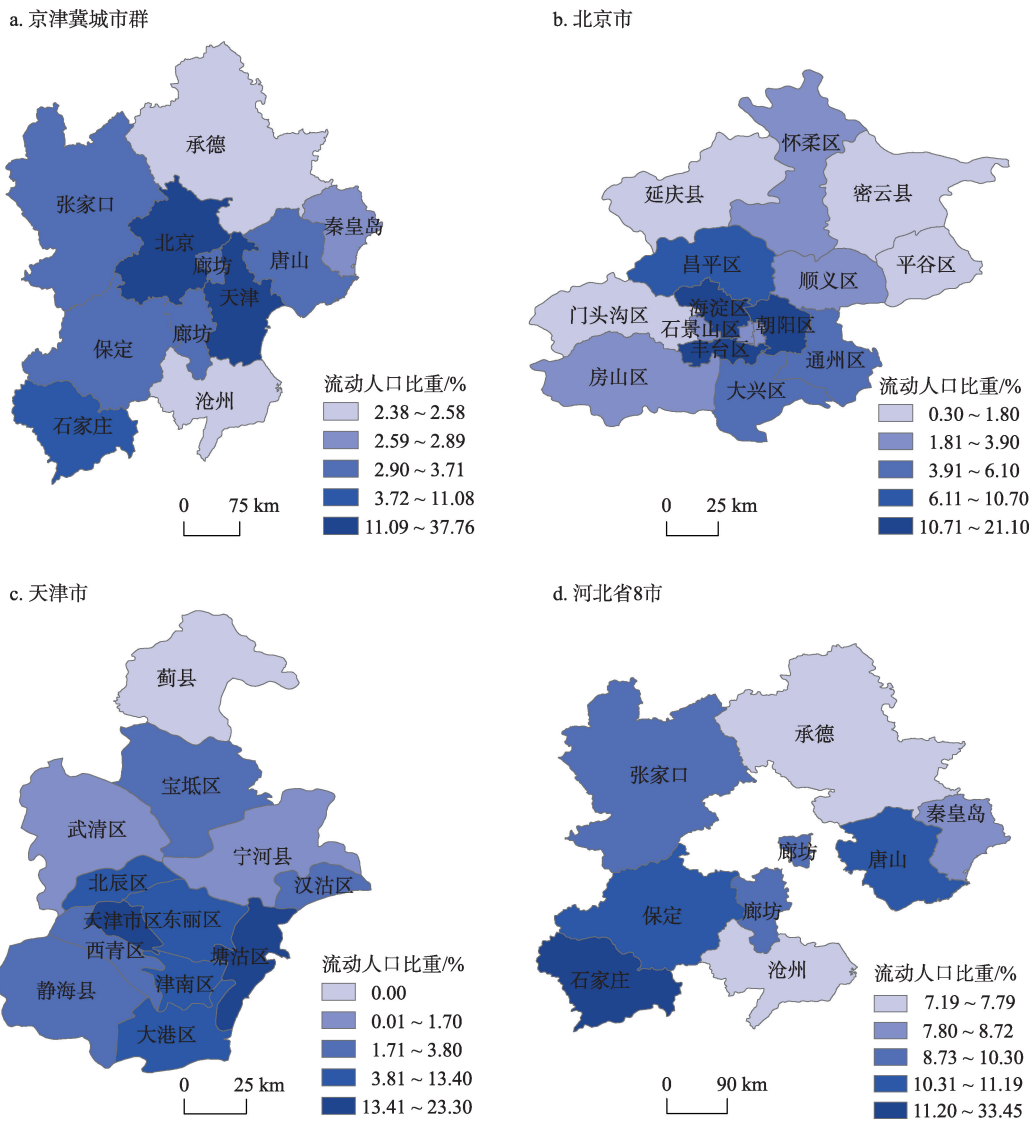 a. 京津冀城市群
承德
张家口
秦皇岛
北京
廊坊
唐山
天津
廊坊
保定
沧州
石家庄
流动人口比重/%
2.38～2.58
2.59～2.89
2.90～3.71
3.72～11.08
11.09～37.76
0 75 km
b. 北京市
怀柔区
延庆县
密云县
昌平区
平谷区
顺义区
海淀区
门头沟区
朝阳区
石景山区
丰台区
通州区
房山区
大兴区
流动人口比重/%
0.30～1.80
1.81～3.90
3.91～6.10
6.11～10.70
10.71～21.10
0 25 km
c. 天津市
蓟县
宝坻区
武清区
宁河县
北辰区
汉沽区
天津市区
东丽区
西青区
塘沽区
静海县
津南区
大港区
流动人口比重/%
0.00
0.01～1.70
1.71～3.80
3.81～13.40
13.41～23.30
0 25 km
d. 河北省8市
承德
张家口
秦皇岛
廊坊
唐山
保定
廊坊
沧州
石家庄
流动人口比重/%
7.19～7.79
7.80～8.72
8.73～10.30
10.31～11.19
11.20～33.45
0 90 km